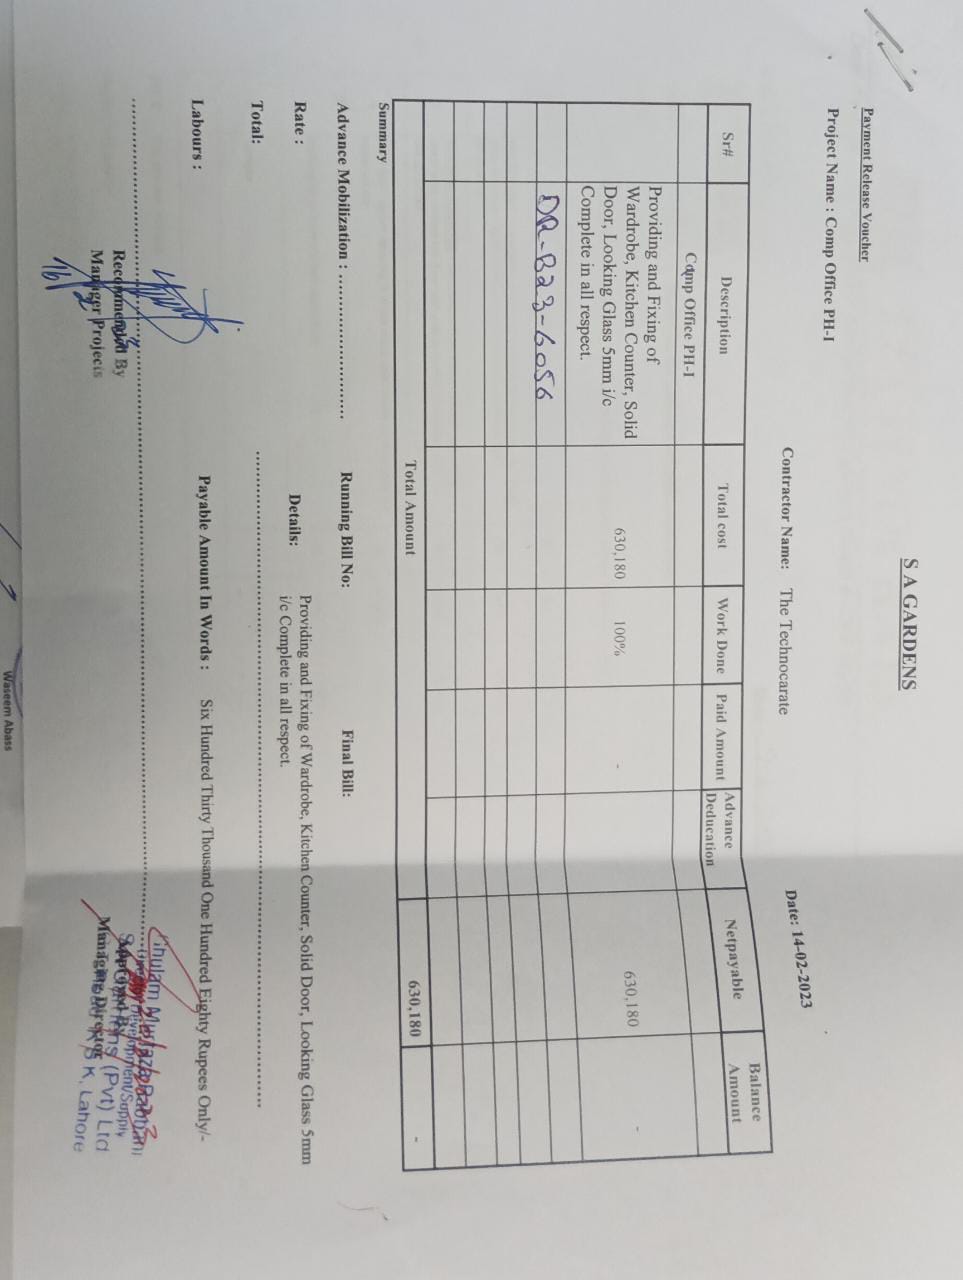 S A GARDENS
Payment Release Voucher
Project Name : Comp Office PH-I
Contractor Name: The Technocarate
Date: 14-02-2023
Sr# Description Total cost Work Done Paid Amount Advance Deducation Netpayable Balance Amount
Camp Office PH-I
Providing and Fixing of
Wardrobe, Kitchen Counter, Solid
Door, Looking Glass 5mm i/c
Complete in all respect.
630,180 100% - 630,180 -
DR-B23-6056
Total Amount 630,180 -
Summary
Advance Mobilization : ........................... Running Bill No: Final Bill:
Rate : Details: Providing and Fixing of Wardrobe, Kitchen Counter, Solid Door, Looking Glass 5mm
i/c Complete in all respect.
Total:
Labours : Payable Amount In Words : Six Hundred Thirty Thousand One Hundred Eighty Rupees Only/-
Recommended By
Manager Projects
Ghulam
Development/Supply
Approved By
Managing Director
(Pvt) Ltd
S K, Lahore
Waseem Abass